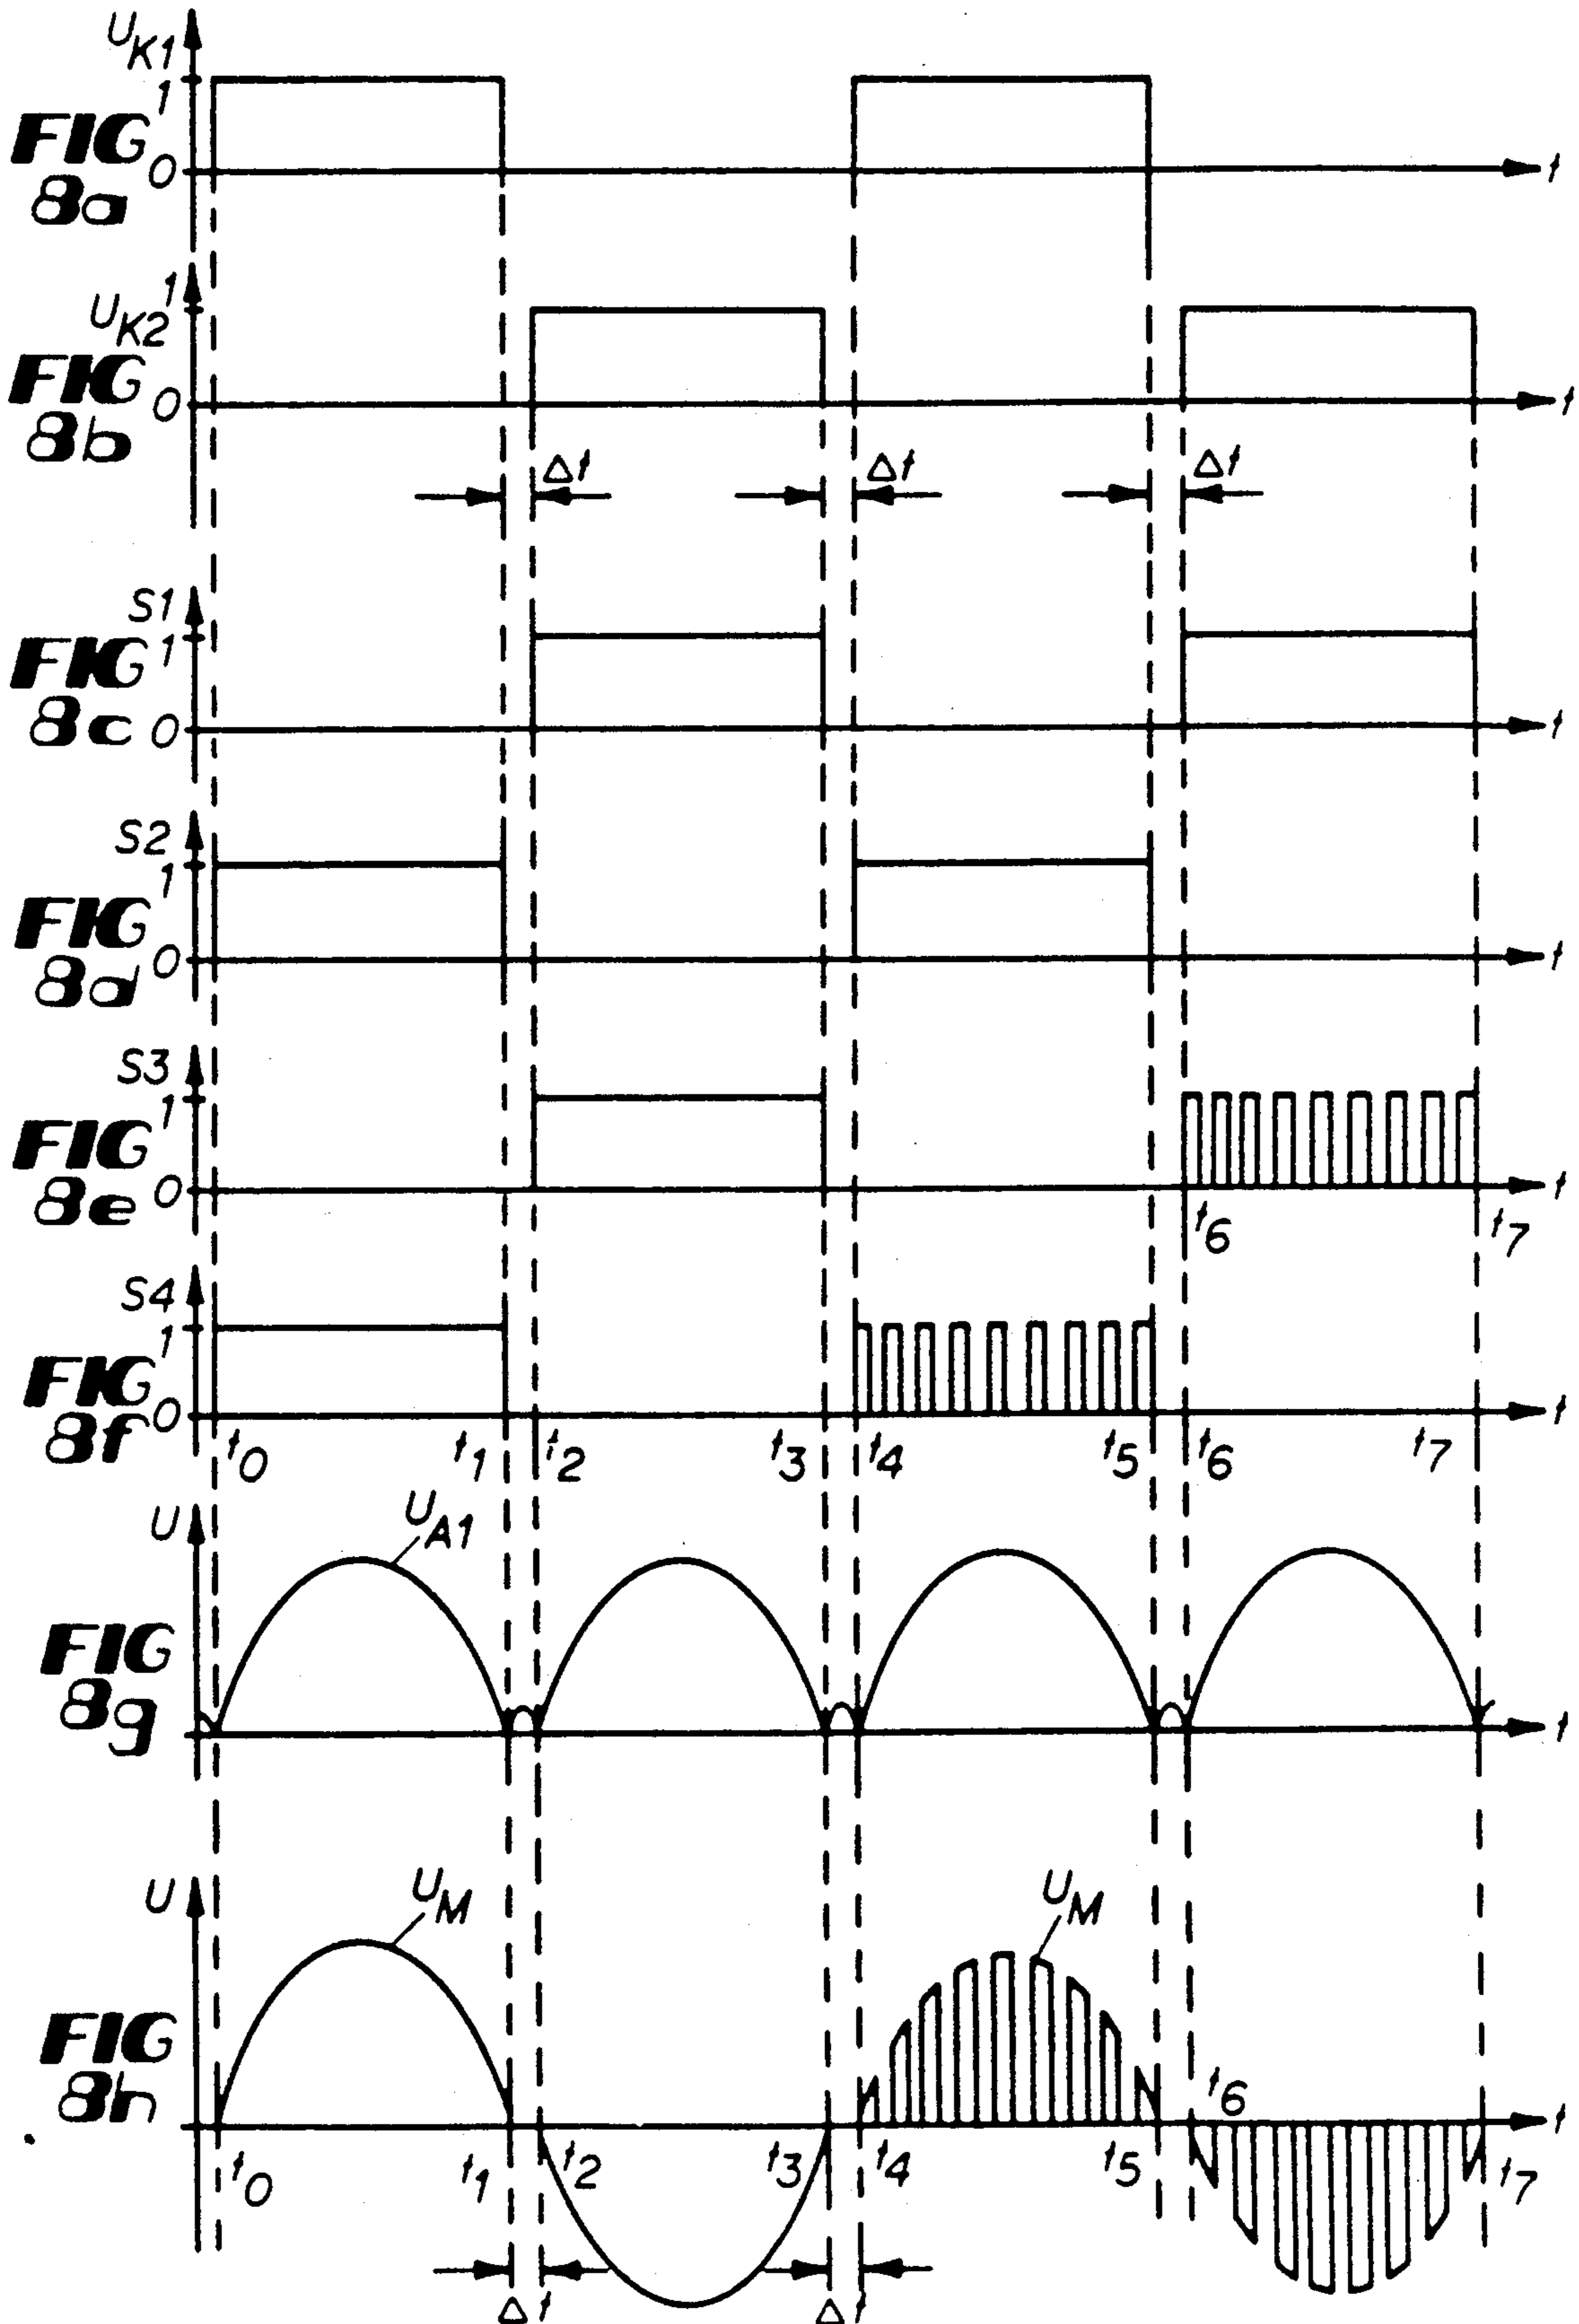 U_K1
1
FIG 8a
0
t
U_K2
1
FIG 8b
0
t
Δt
Δt
Δt
S1
1
FIG 8c
0
t
S2
1
FIG 8d
0
t
S3
1
FIG 8e
0
t
t6
t7
S4
1
FIG 8f
0
t
t0
t1
t2
t3
t4
t5
t6
t7
U
U_A1
FIG 8g
t
U
U_M
U_M
FIG 8h
t
t0
t1
t2
t3
t4
t5
t6
t7
Δt
Δt